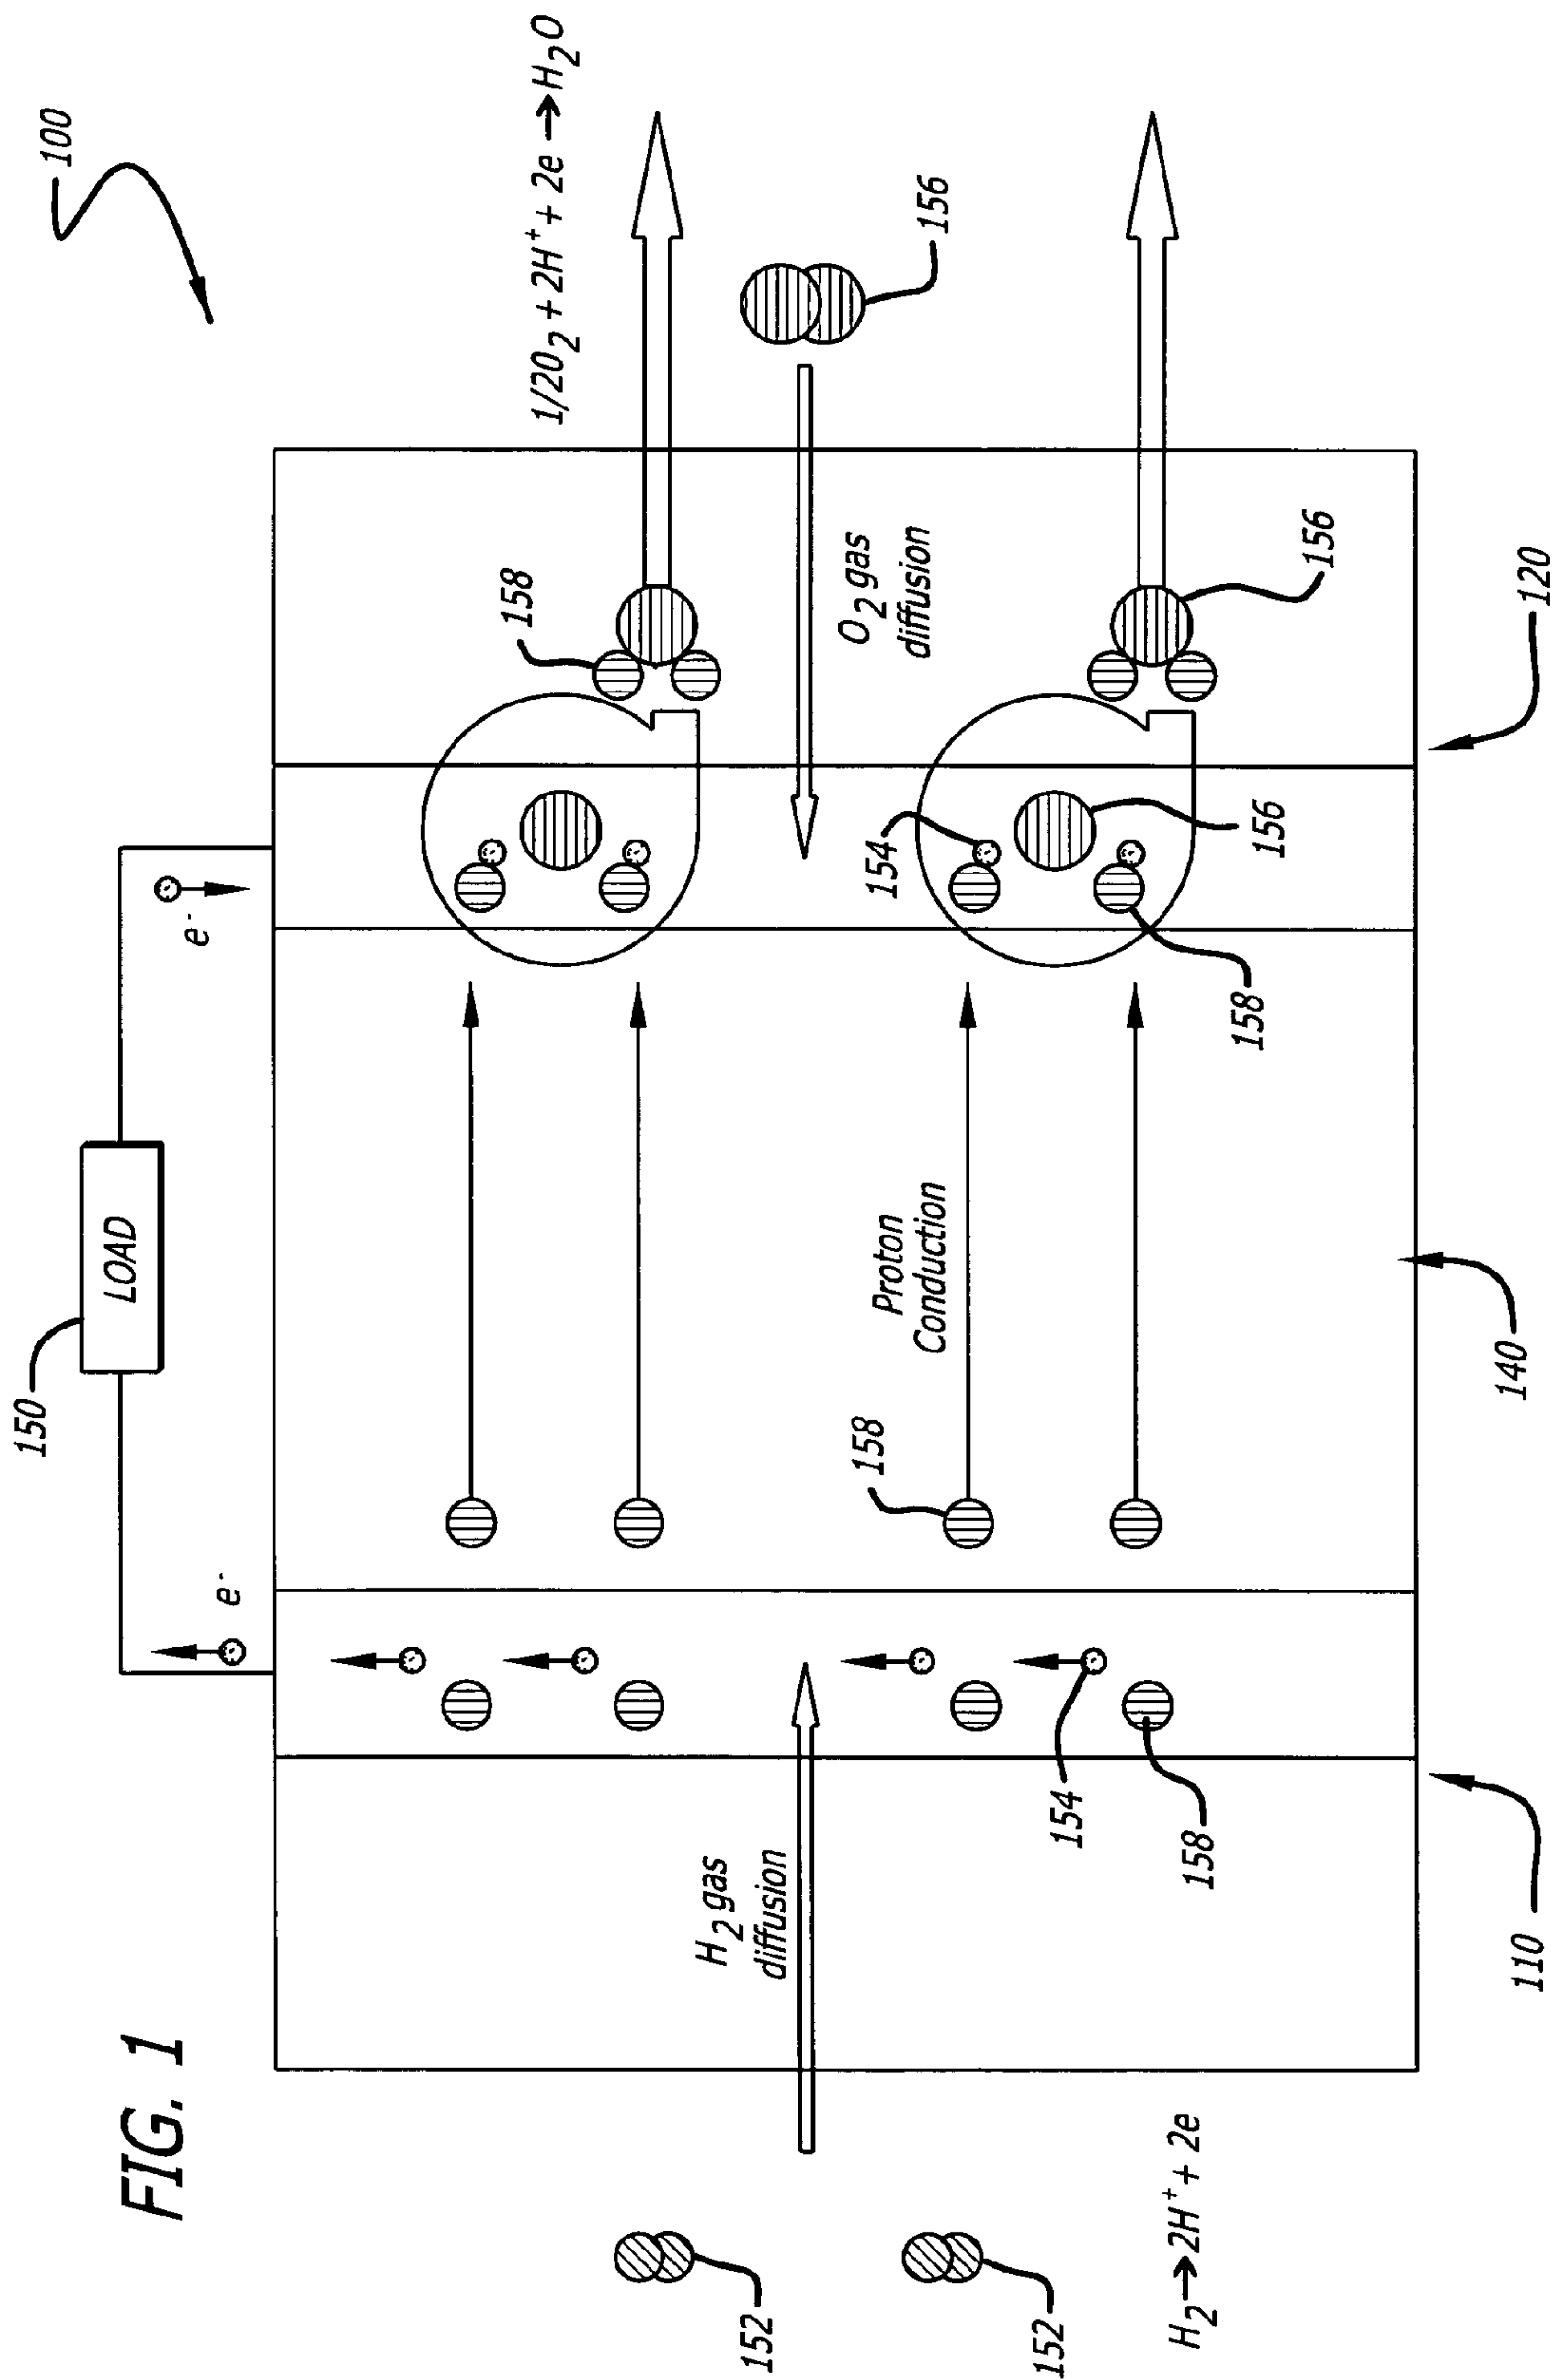 FIG. 1
100
150
LOAD
e-
e-
1/2O2 + 2H+ + 2e → H2O
158
156
H2 gas
diffusion
O2 gas
diffusion
152
158
Proton
Conduction
154
156
156
152
154
158
158
H2 → 2H+ + 2e
110
140
120